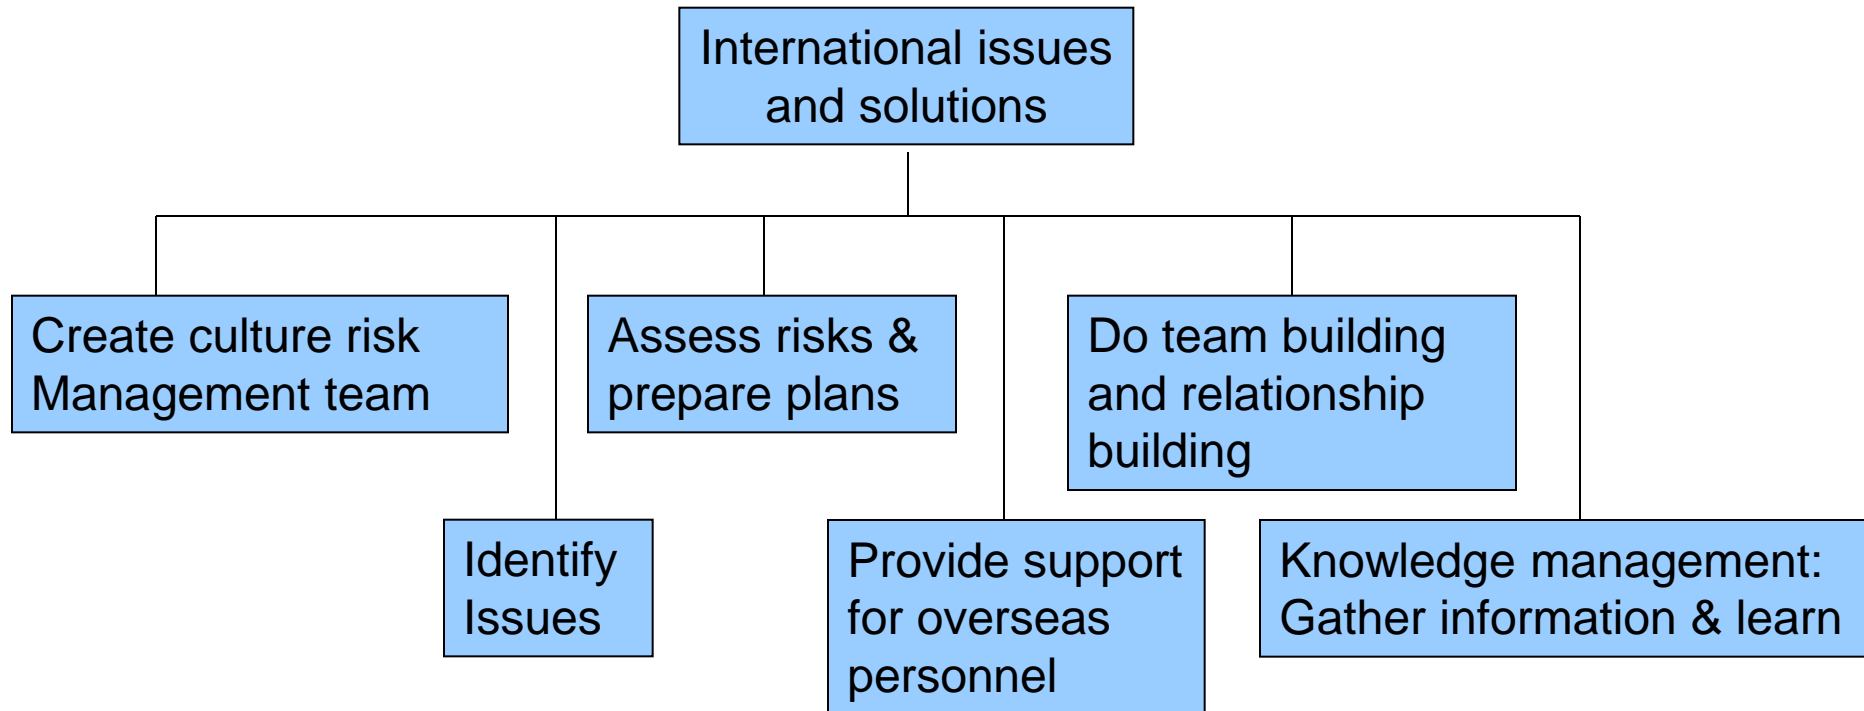 International issues
and solutions
Create culture risk
Management team
Assess risks &
prepare plans
Do team building
and relationship
building
Identify
Issues
Provide support
for overseas
personnel
Knowledge management:
Gather information & learn